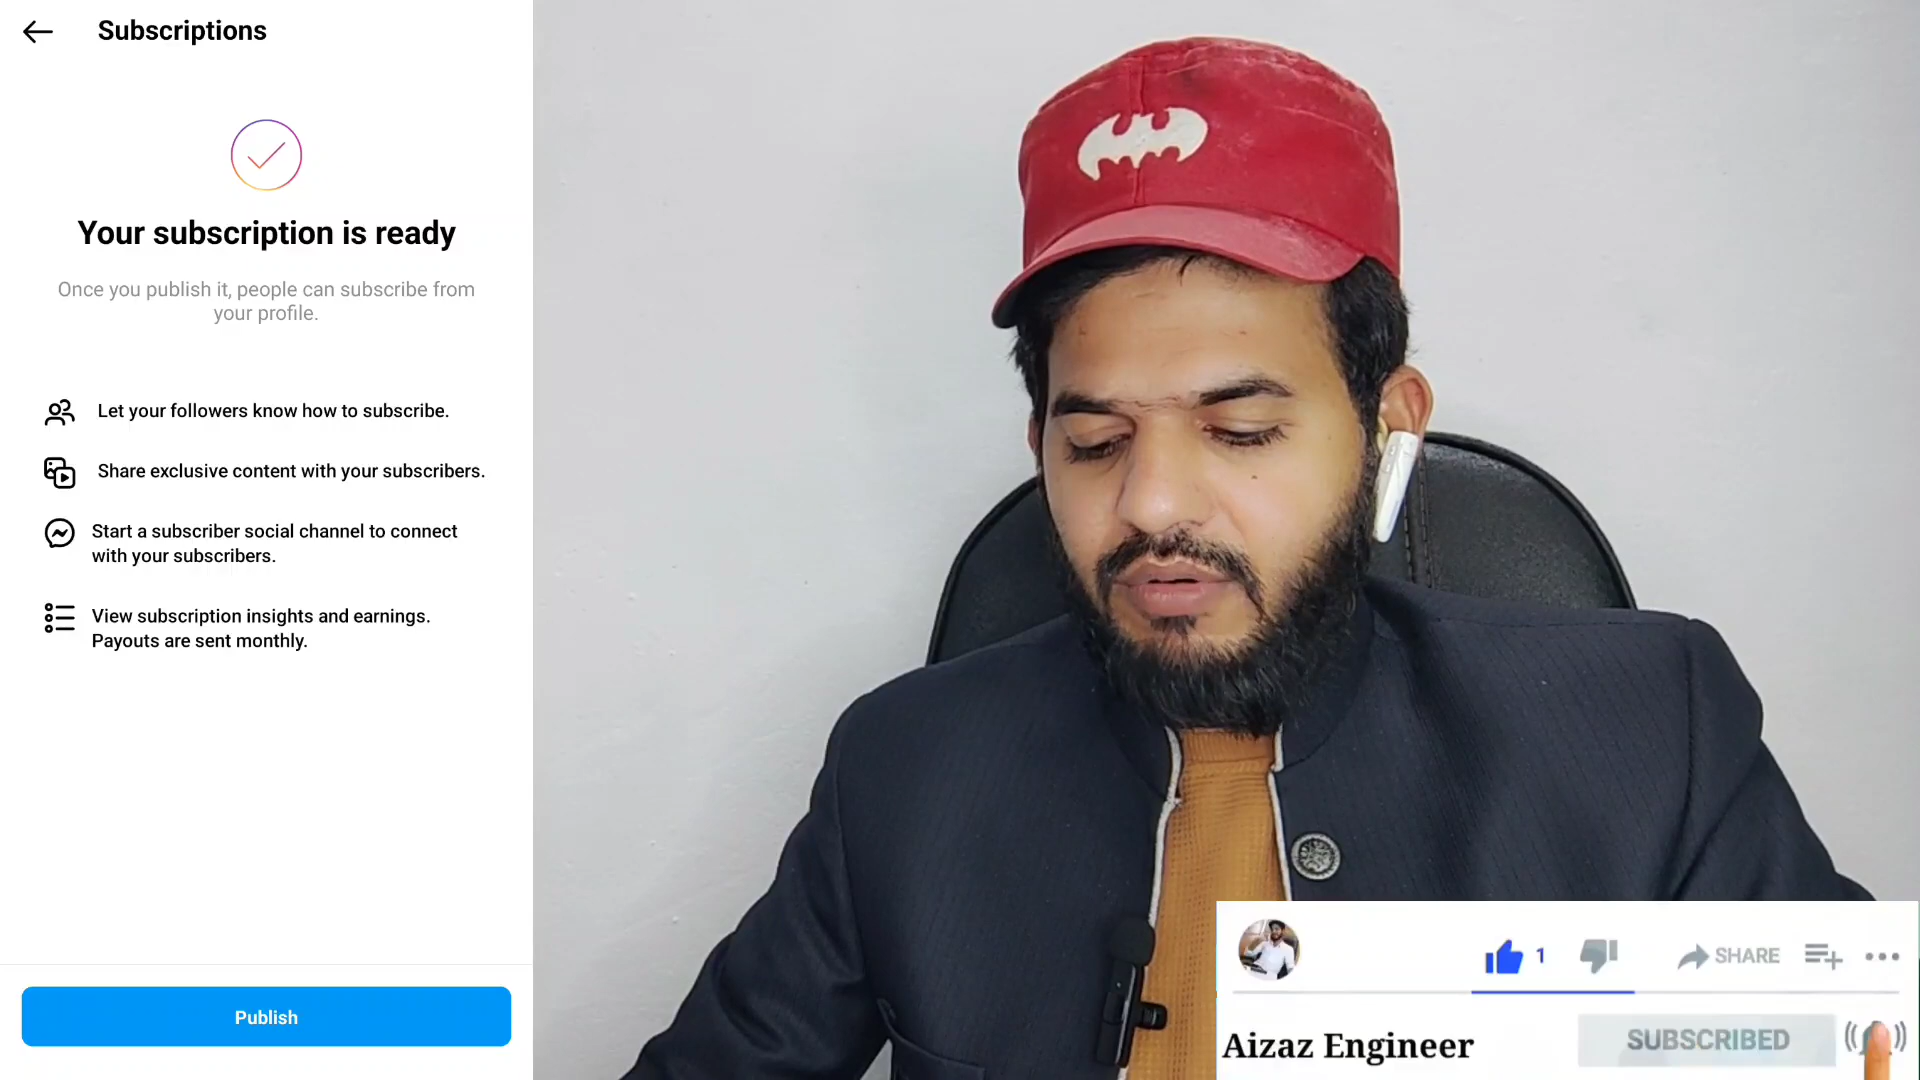 Subscriptions
Your subscription is ready
Once you publish it, people can subscribe from
your profile.
Let your followers know how to subscribe.
Share exclusive content with your subscribers.
Start a subscriber social channel to connect
with your subscribers.
View subscription insights and earnings.
Payouts are sent monthly.
Publish
1
SHARE
Aizaz Engineer
SUBSCRIBED